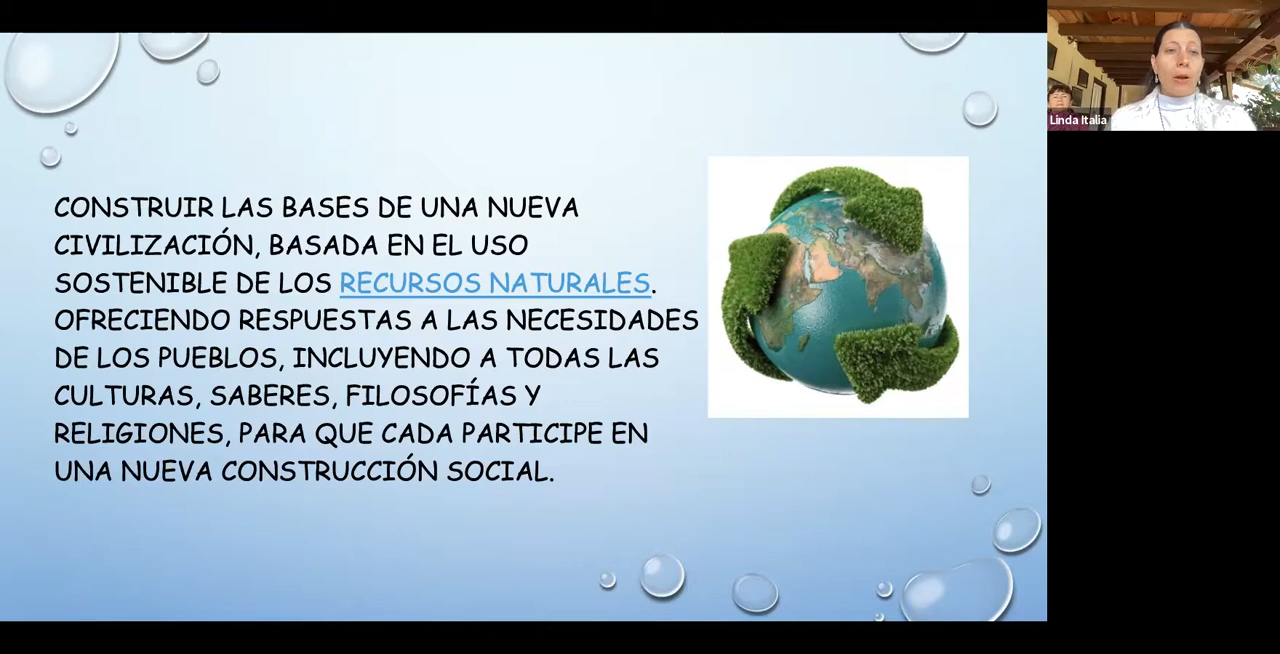 CONSTRUIR LAS BASES DE UNA NUEVA
CIVILIZACIÓN, BASADA EN EL USO
SOSTENIBLE DE LOS RECURSOS NATURALES.
OFRECIENDO RESPUESTAS A LAS NECESIDADES
DE LOS PUEBLOS, INCLUYENDO A TODAS LAS
CULTURAS, SABERES, FILOSOFÍAS Y
RELIGIONES, PARA QUE CADA PARTICIPE EN
UNA NUEVA CONSTRUCCIÓN SOCIAL.
Linda Italia